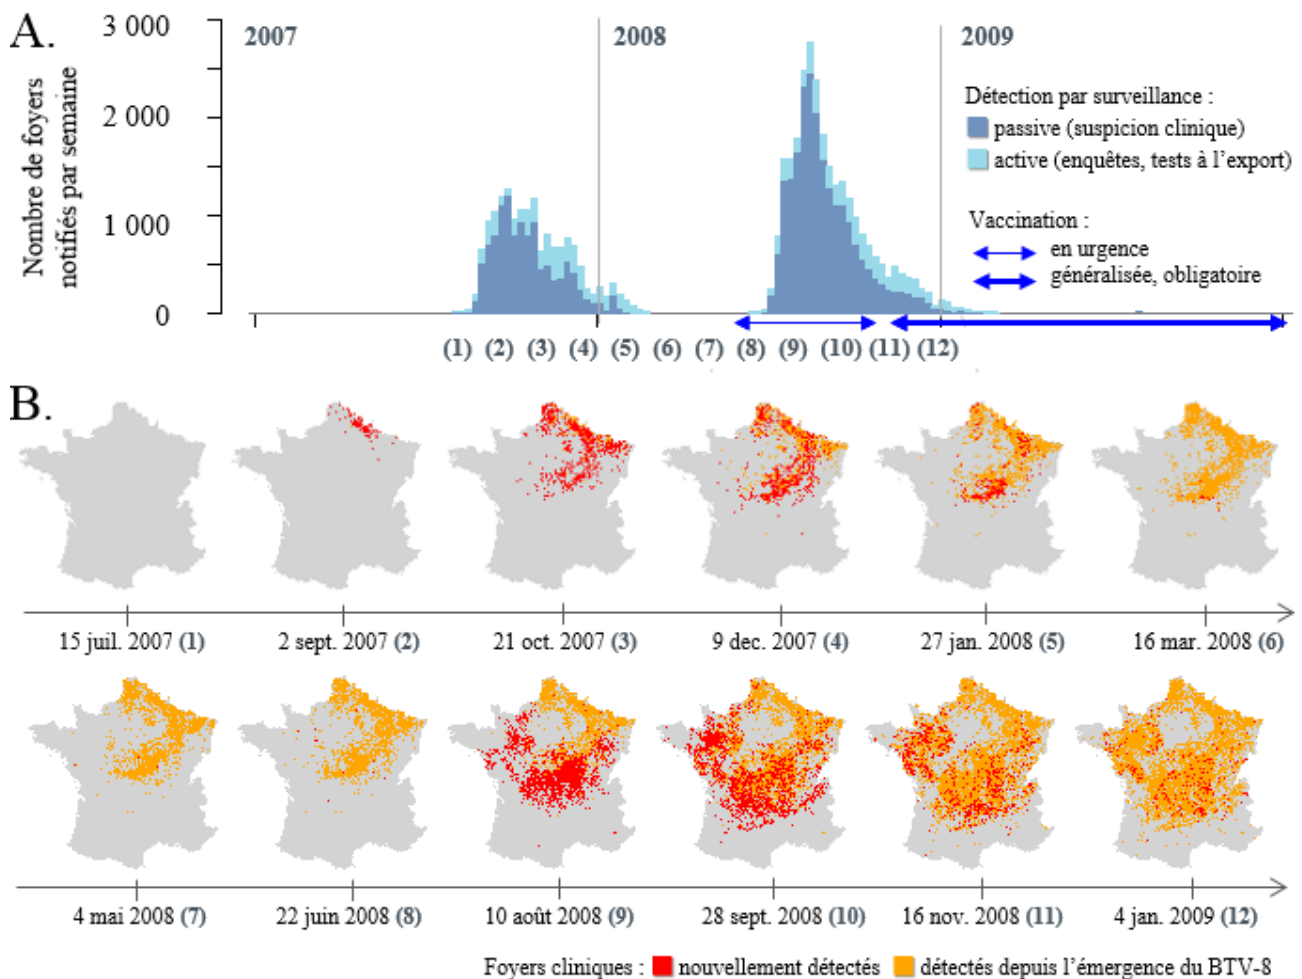 A.
Nombre de foyers
notifiés par semaine
3 000
2 000
1 000
0
2007
2008
2009
Détection par surveillance :
passive (suspicion clinique)
active (enquêtes, tests à l'export)
Vaccination :
en urgence
généralisée, obligatoire
(1) (2) (3) (4) (5) (6) (7) (8) (9) (10) (11) (12)
B.
15 juil. 2007 (1)
2 sept. 2007 (2)
21 oct. 2007 (3)
9 dec. 2007 (4)
27 jan. 2008 (5)
16 mar. 2008 (6)
4 mai 2008 (7)
22 juin 2008 (8)
10 août 2008 (9)
28 sept. 2008 (10)
16 nov. 2008 (11)
4 jan. 2009 (12)
Foyers cliniques : nouvellement détectés détectés depuis l'émergence du BTV-8